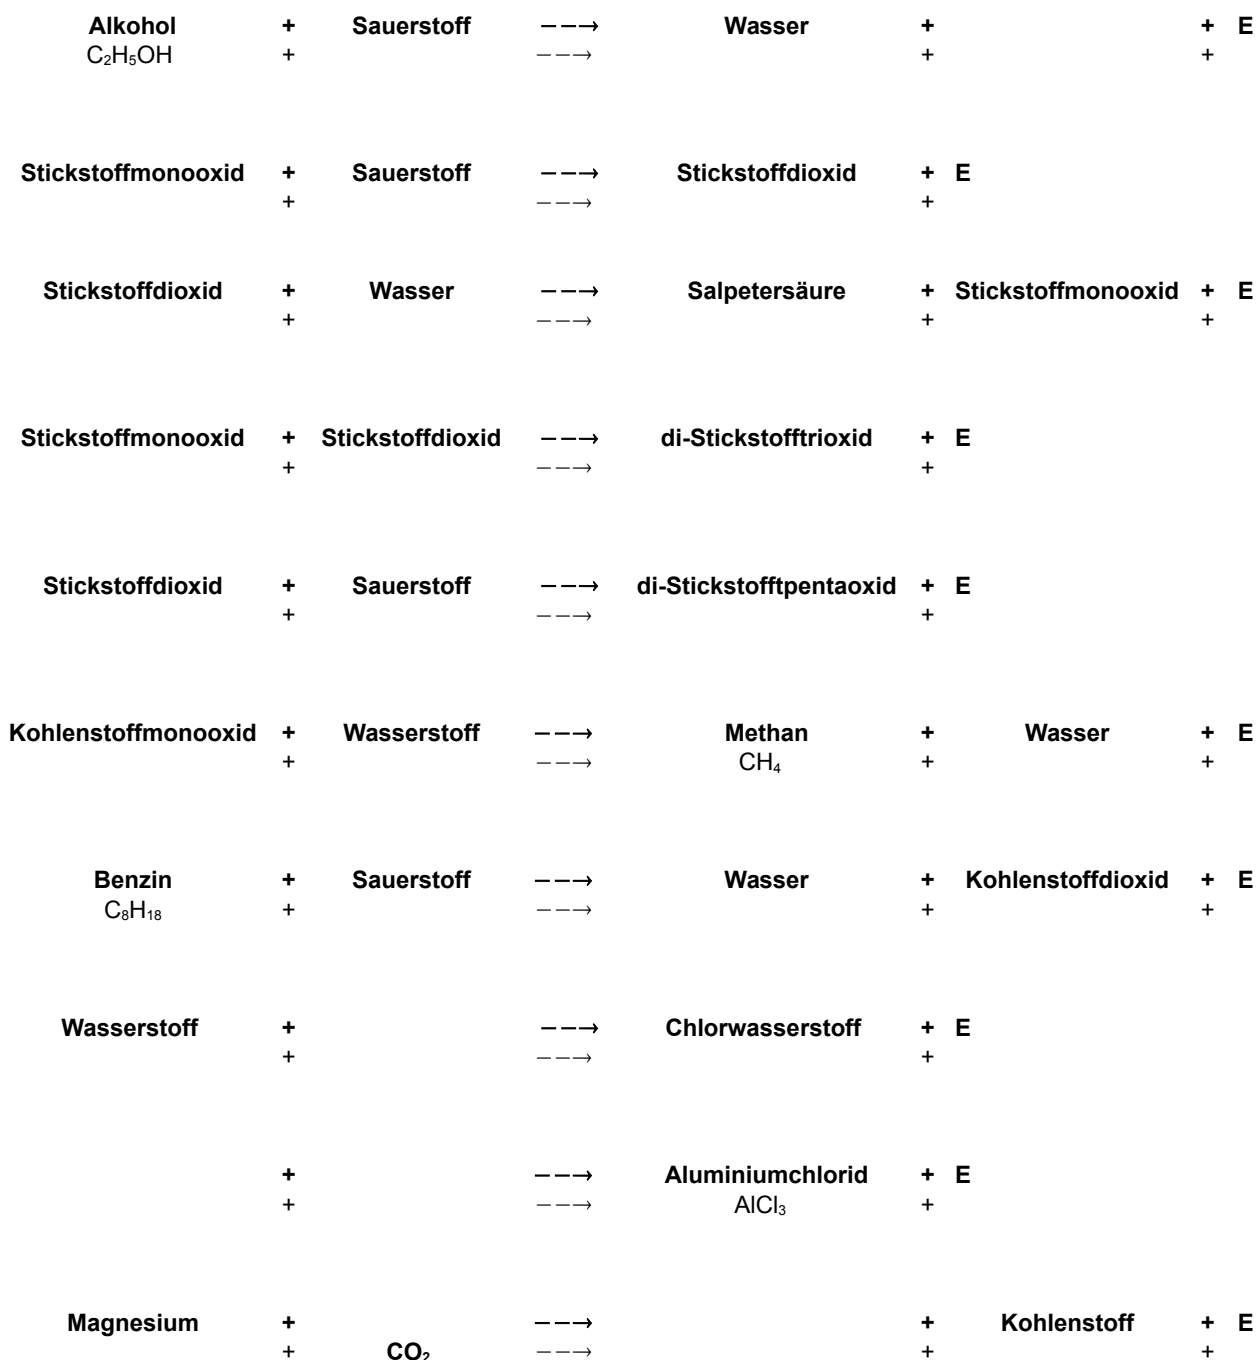 Alkohol + Sauerstoff −−→ Wasser + + E
C₂H₅OH + −−→ + +
Stickstoffmonooxid + Sauerstoff −−→ Stickstoffdioxid + E
+ −−→ +
Stickstoffdioxid + Wasser −−→ Salpetersäure + Stickstoffmonooxid + E
+ −−→ + +
Stickstoffmonooxid + Stickstoffdioxid −−→ di-Stickstofftrioxid + E
+ −−→ +
Stickstoffdioxid + Sauerstoff −−→ di-Stickstofftpentaoxid + E
+ −−→ +
Kohlenstoffmonooxid + Wasserstoff −−→ Methan + Wasser + E
+ −−→ CH₄ + +
Benzin + Sauerstoff −−→ Wasser + Kohlenstoffdioxid + E
C₈H₁₈ + −−→ + +
Wasserstoff + −−→ Chlorwasserstoff + E
+ −−→ +
+ −−→ Aluminiumchlorid + E
+ −−→ AlCl₃ +
Magnesium + −−→ + Kohlenstoff + E
+ CO₂ −−→ + +